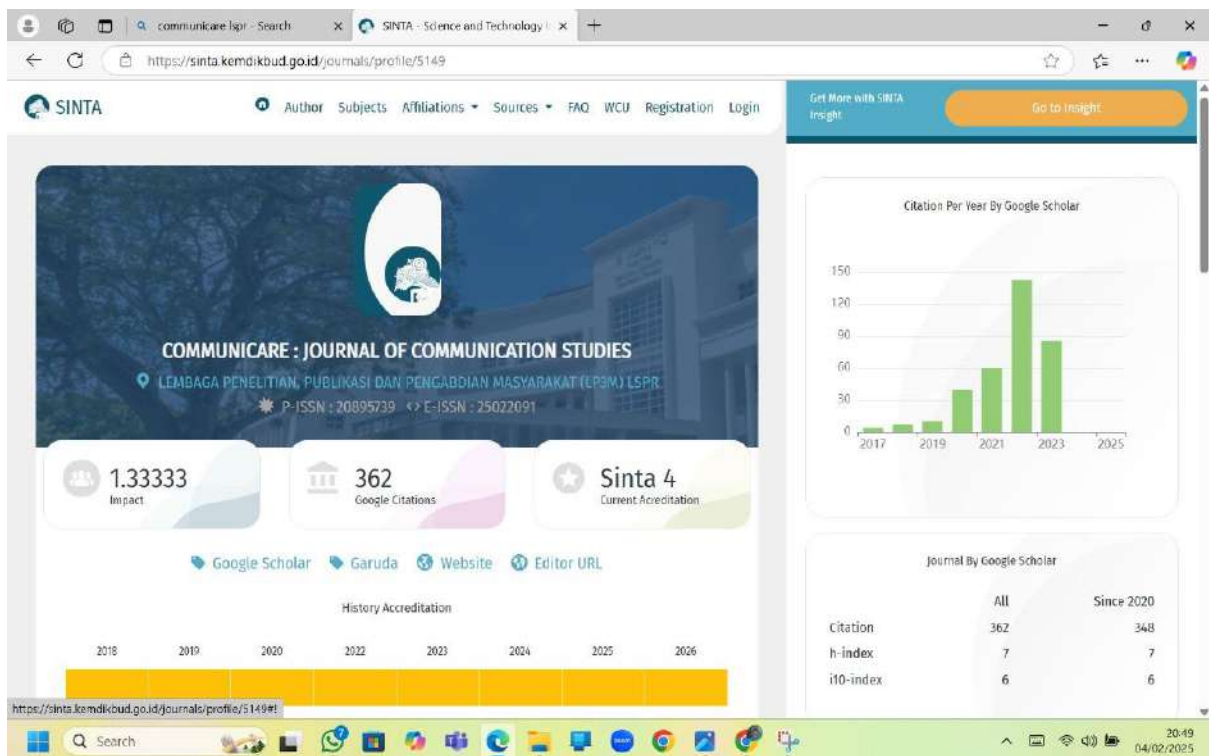 communicare lspr - Search
SINTA - Science and Technology I
https://sinta.kemdikbud.go.id/journals/profile/5149
SINTA
Author Subjects Affiliations Sources FAQ WCU Registration Login
Get More with SINTA
Insight
Go to Insight
COMMUNICARE : JOURNAL OF COMMUNICATION STUDIES
LEMBAGA PENELITIAN, PUBLIKASI DAN PENGABDIAN MASYARAKAT (LP3M) LSPR
P-ISSN : 20895739 <> E-ISSN : 25022091
1.33333
Impact
362
Google Citations
Sinta 4
Current Acreditation
Google Scholar Garuda Website Editor URL
History Accreditation
2018 2019 2020 2022 2023 2024 2025 2026
Citation Per Year By Google Scholar
150
120
90
60
30
0
2017 2019 2021 2023 2025
Journal By Google Scholar
All Since 2020
Citation 362 348
h-index 7 7
i10-index 6 6
https://sinta.kemdikbud.go.id/journals/profile/5149#!
Search
20:49
04/02/2025